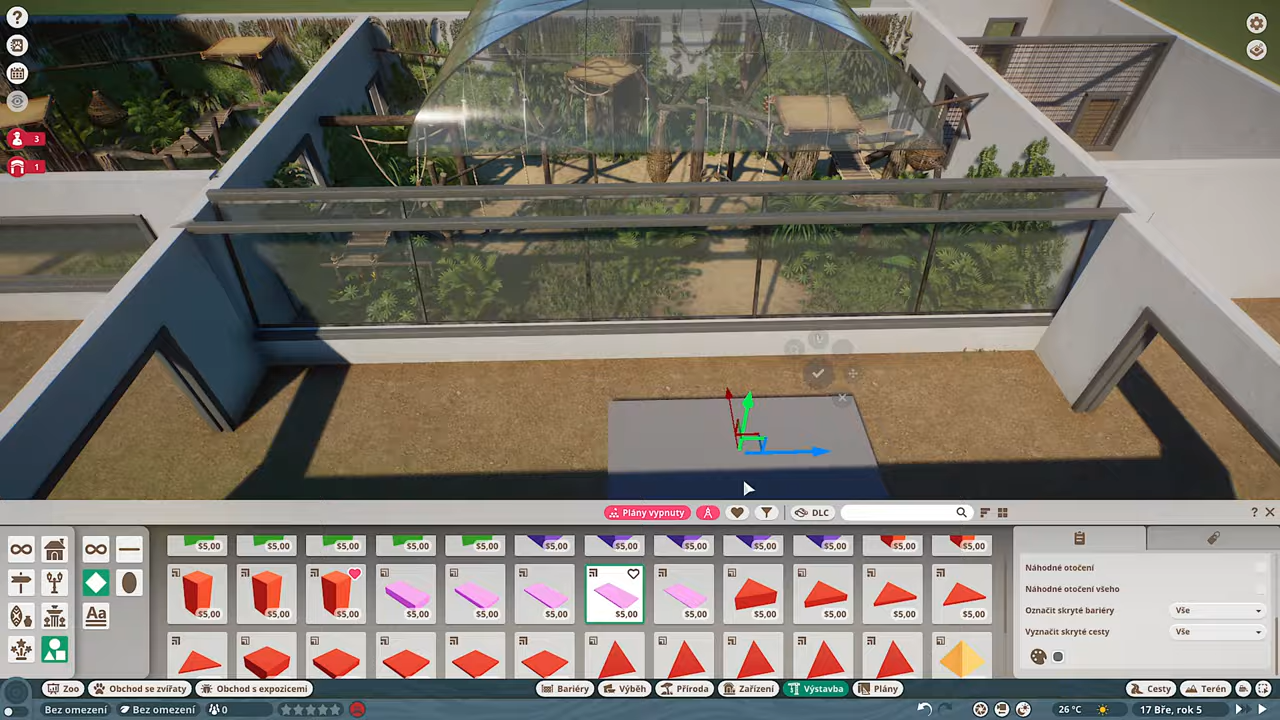 ?
3
1
Plány vypnuty
DLC
? ×
$5,00 $5,00 $5,00 $5,00 $5,00 $5,00 $5,00 $5,00 $5,00 $5,00 $5,00 $5,00
$5,00 $5,00 $5,00 $5,00 $5,00 $5,00 $5,00 $5,00 $5,00 $5,00 $5,00 $5,00
Aa
Náhodné otočení
Náhodné otočení všeho
Označit skryté bariéry Vše
Vyznačit skryté cesty Vše
Zoo Obchod se zvířaty Obchod s expozicemi Bariéry Výběh Příroda Zařízení Výstavba Plány Cesty Terén
Bez omezení Bez omezení 0 26 °C 17 Bře, rok 5